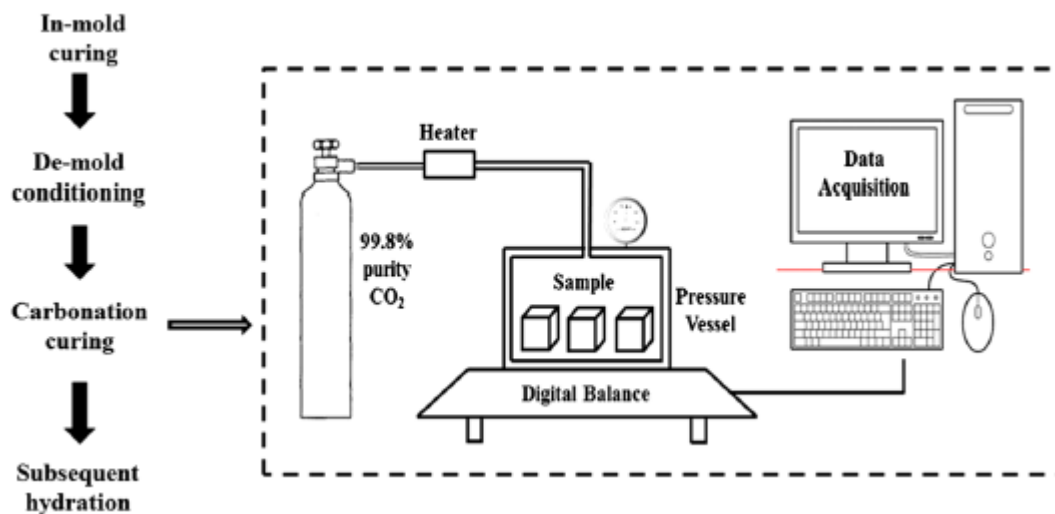 In-mold
curing
De-mold
conditioning
Carbonation
curing
Subsequent
hydration
Heater
99.8%
purity
CO₂
Sample
Pressure
Vessel
Digital Balance
Data
Acquisition